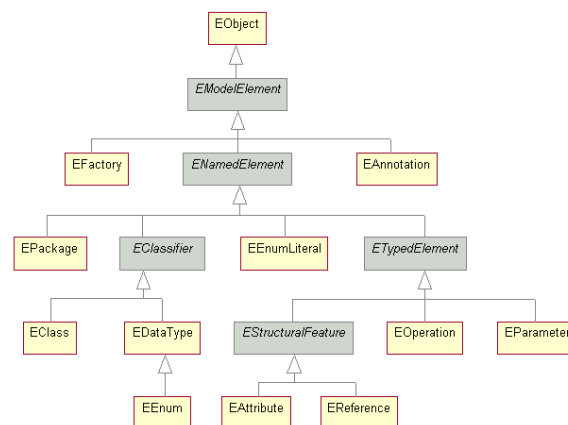 EObject
EModelElement
EFactory
ENamedElement
EAnnotation
EPackage
EClassifier
EEnumLiteral
ETypedElement
EClass
EDataType
EStructuralFeature
EOperation
EParameter
EEnum
EAttribute
EReference